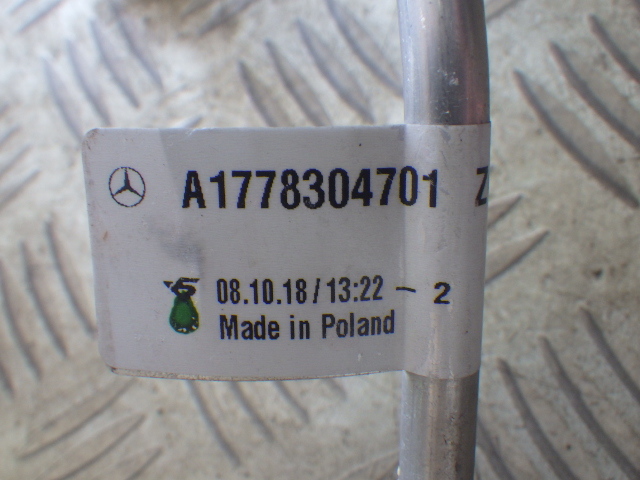 A1778304701 Z
08.10.18 / 13:22 - 2
Made in Poland